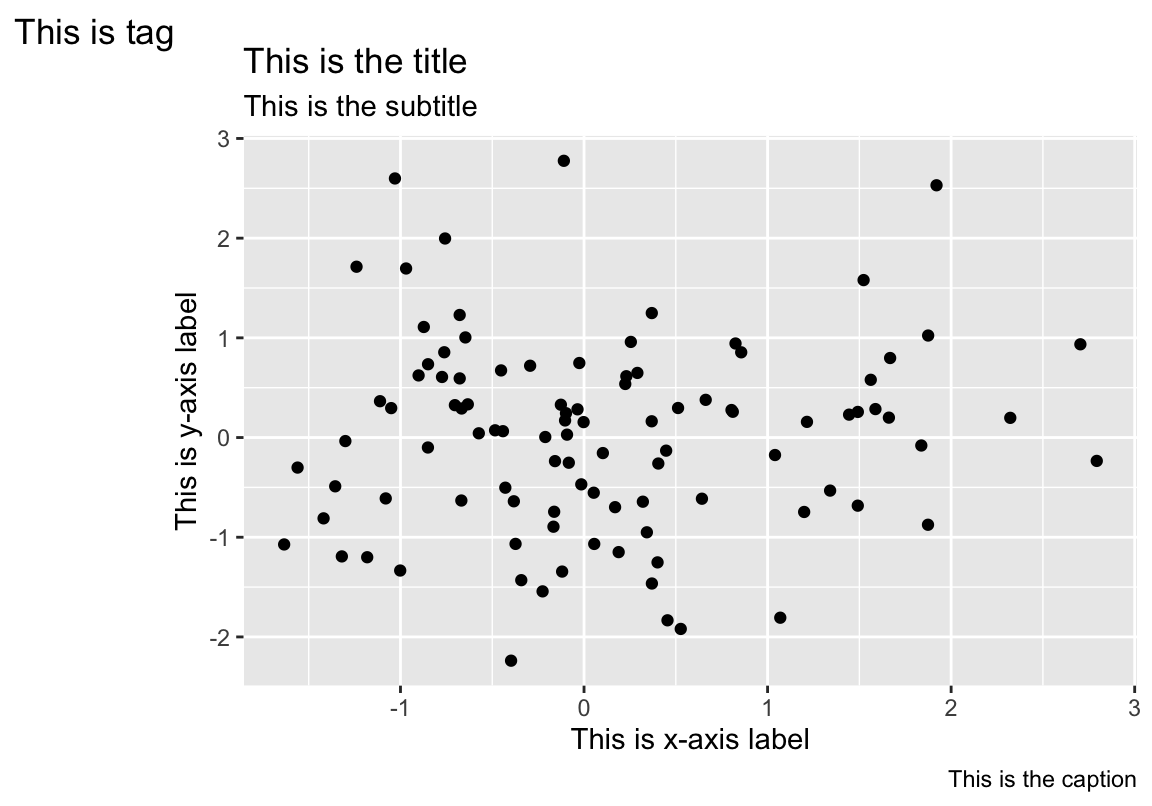 This is tag
This is the title
This is the subtitle
3
2
1
0
-1
-2
This is y-axis label
-1 0 1 2 3
This is x-axis label
This is the caption